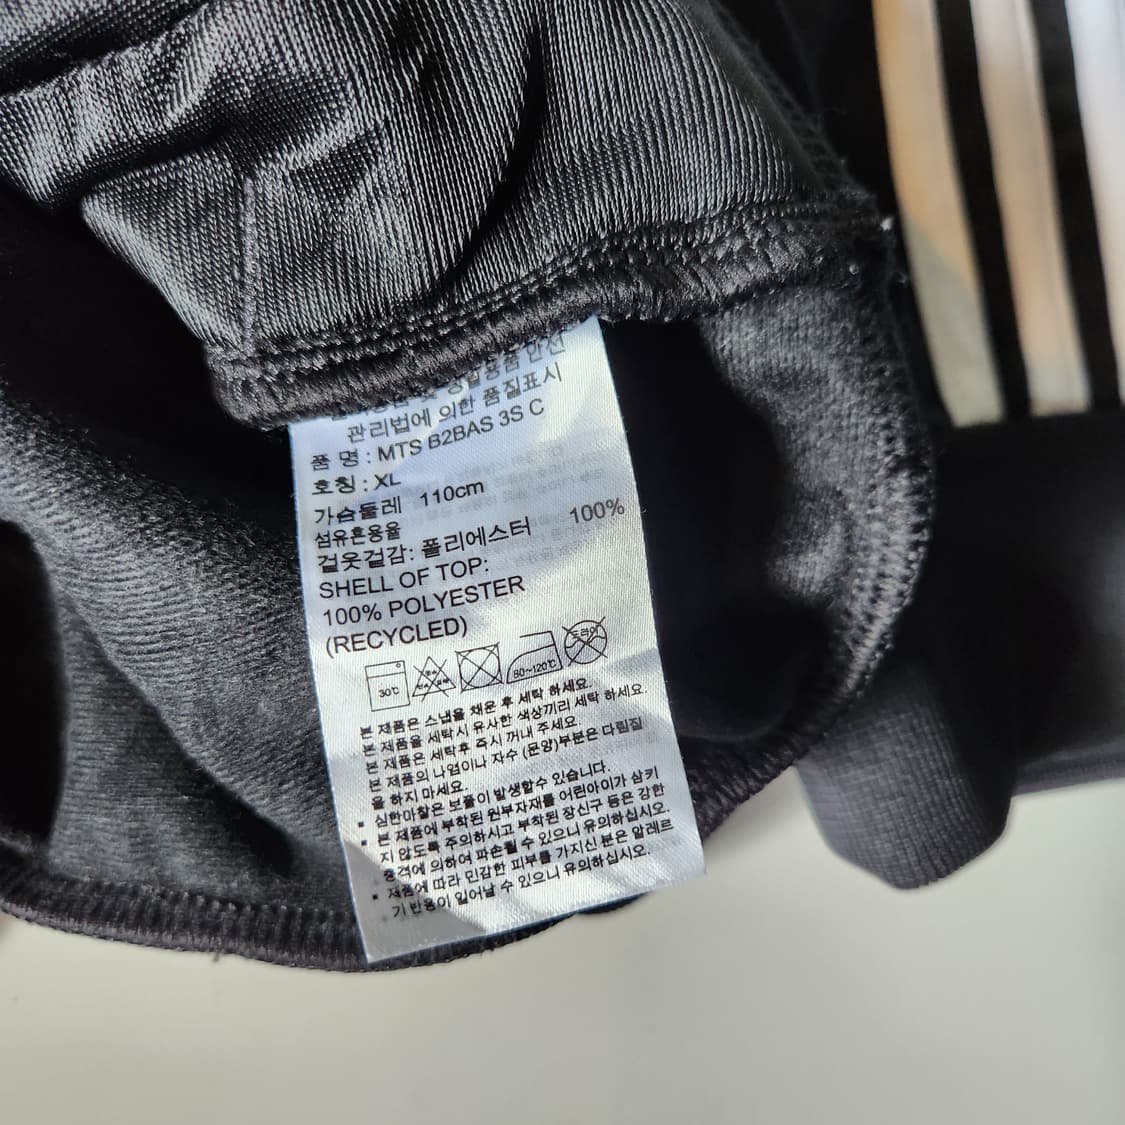 안전
및 생활용품
관리법에 의한 품질표시
품 명 : MTS B2BAS 3S C
호칭 : XL
가슴둘레 110cm
섬유혼용율
겉옷겉감: 폴리에스터 100%
SHELL OF TOP:
100% POLYESTER
(RECYCLED)
30℃
80~120℃
드라이
본 제품은 스냅을 채운 후 세탁 하세요.
본 제품을 세탁시 유사한 색상끼리 세탁 하세요.
본 제품은 세탁후 즉시 꺼내 주세요.
본 제품의 나염이나 자수 (문양)부분은 다림질
을 하지 마세요.
▪ 심한마찰은 보풀이 발생할수 있습니다.
▪ 본 제품에 부착된 원부자재를 어린아이가 삼키
지 않도록 주의하시고 부착된 장신구 등은 강한
충격에 의하여 파손될 수 있으니 유의하십시오.
▪ 제품에 따라 민감한 피부를 가지신 분은 알레르
기 반응이 일어날 수 있으니 유의하십시오.